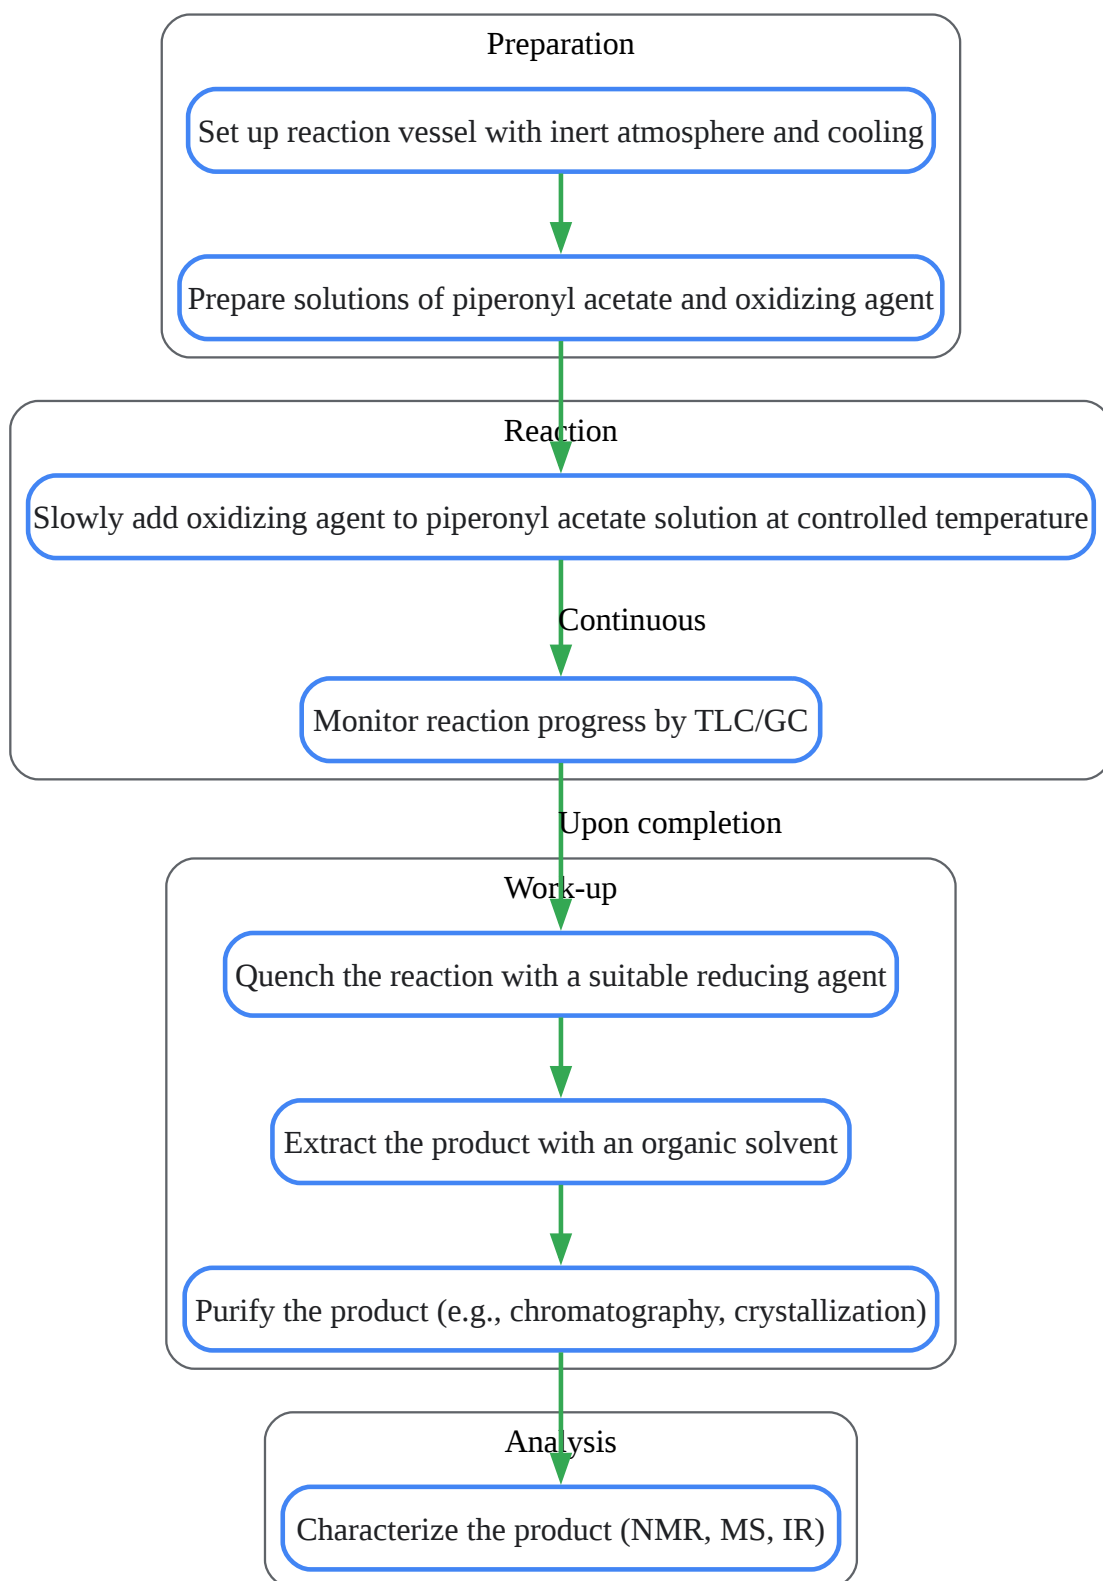 Preparation
Set up reaction vessel with inert atmosphere and cooling
Prepare solutions of piperonyl acetate and oxidizing agent
Reaction
Slowly add oxidizing agent to piperonyl acetate solution at controlled temperature
Continuous
Monitor reaction progress by TLC/GC
Upon completion
Work-up
Quench the reaction with a suitable reducing agent
Extract the product with an organic solvent
Purify the product (e.g., chromatography, crystallization)
Analysis
Characterize the product (NMR, MS, IR)